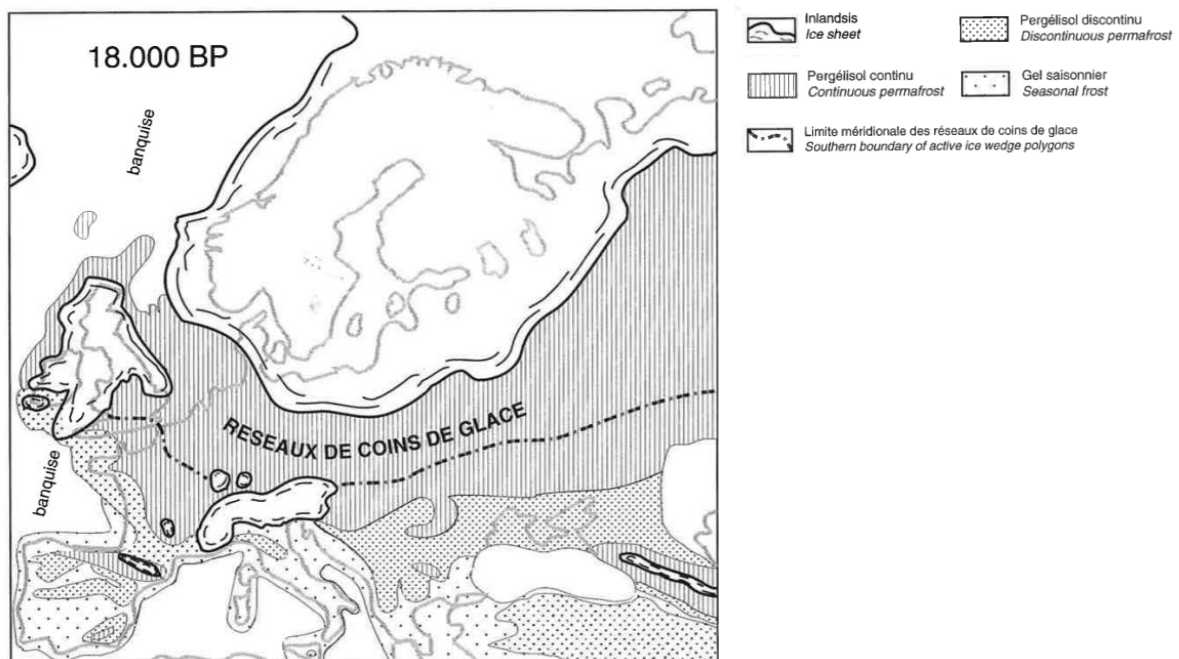 18.000 BP
banquise
banquise
RESEAUX DE COINS DE GLACE
Inlandsis
Ice sheet
Pergélisol discontinu
Discontinuous permafrost
Pergélisol continu
Continuous permafrost
Gel saisonnier
Seasonal frost
Limite méridionale des réseaux de coins de glace
Southern boundary of active ice wedge polygons